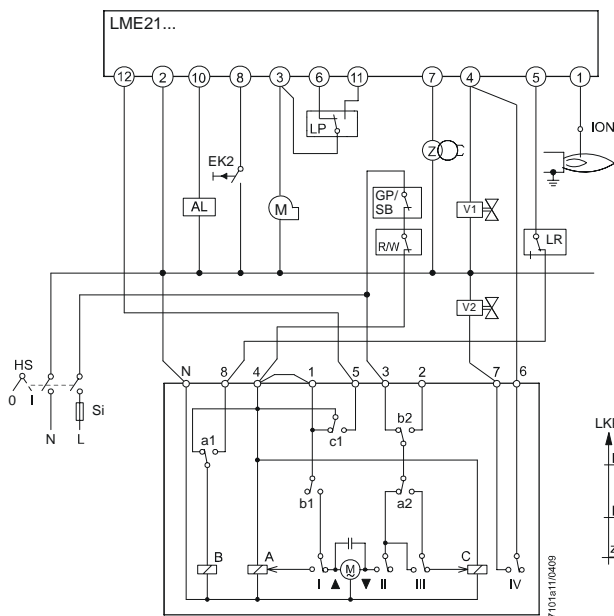 LME21...
12 2 10 8 3 6 11 7 4 5 1
LP
ION
EK2
Z
GP/
SB
AL
M
V1
R/W
LR
V2
HS
0 I
Si
N L
N 8 4 1 5 3 2 7 6
a1
c1
b2
b1
a2
B A I M II III C IV
7101a11/0409